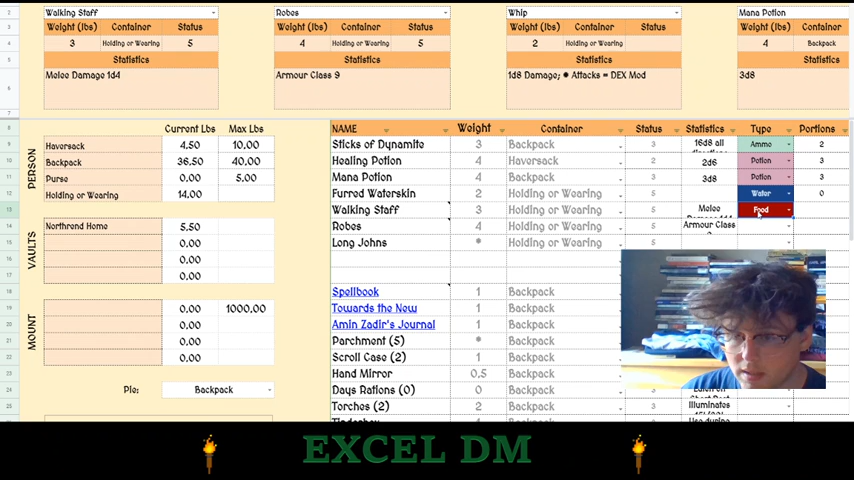 Walking Staff Robes Whip Mana Potion
Weight (lbs) Container Status Weight (lbs) Container Status Weight (lbs) Container Status Weight (lbs) Container
3 Holding or Wearing 5 4 Holding or Wearing 5 2 Holding or Wearing 4 Backpack
Statistics Statistics Statistics Statistics
Melee Damage 1d4 Armour Class 9 1d8 Damage; * Attacks = DEX Mod 3d8
Current Lbs Max Lbs NAME Weight Container Status Statistics Type Portions
PERSON Haversack 4.50 10.00 Sticks of Dynamite 3 Backpack 3 16d8 all Ammo 2
Backpack 36.50 40.00 Healing Potion 4 Haversack 2 2d6 Potion 3
Purse 0.00 5.00 Mana Potion 4 Backpack 3 3d8 Potion 3
Holding or Wearing 14.00 Furred Waterskin 2 Holding or Wearing 5 Water 0
Walking Staff 3 Holding or Wearing 5 Melee Food
VAULTS Northrend Home 5.50 Robes 4 Holding or Wearing 5 Armour Class
0.00 Long Johns * Holding or Wearing 5
0.00
0.00
Spellbook 1 Backpack
MOUNT 0.00 1000.00 Towards the New 1 Backpack
0.00 Amin Zadir's Journal 1 Backpack
0.00 Parchment (5) * Backpack
0.00 Scroll Case (2) 1 Backpack
Hand Mirror 0.5 Backpack
Pie: Backpack Days Rations (0) 0 Backpack 3
Torches (2) 2 Backpack 3 Illuminates
Use during
EXCEL DM